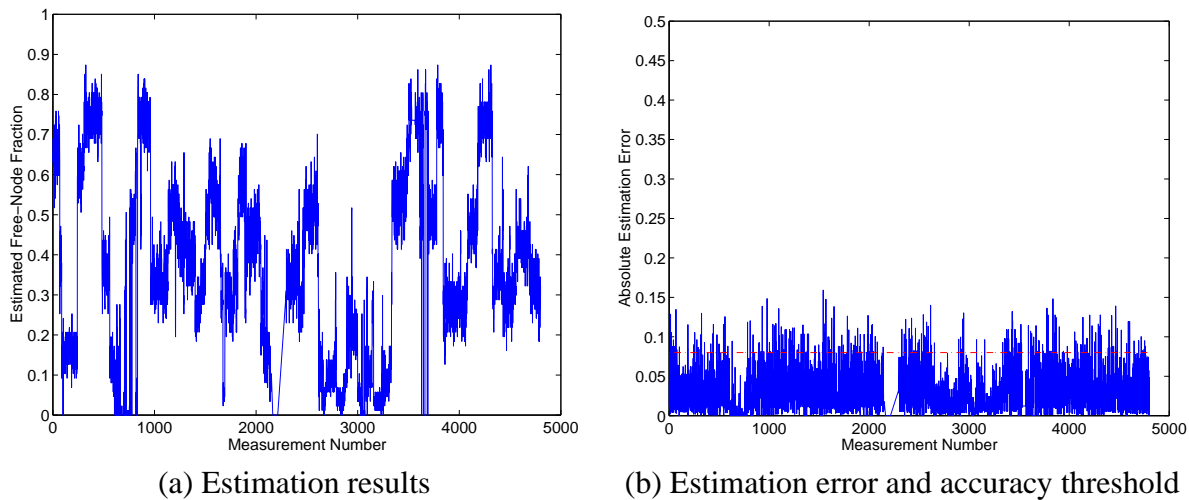 1
0.9
0.8
0.7
0.6
0.5
0.4
0.3
0.2
0.1
0
Estimated Free−Node Fraction
0 1000 2000 3000 4000 5000
Measurement Number
(a) Estimation results
0.5
0.45
0.4
0.35
0.3
0.25
0.2
0.15
0.1
0.05
0
Absolute Estimation Error
0 1000 2000 3000 4000 5000
Measurement Number
(b) Estimation error and accuracy threshold